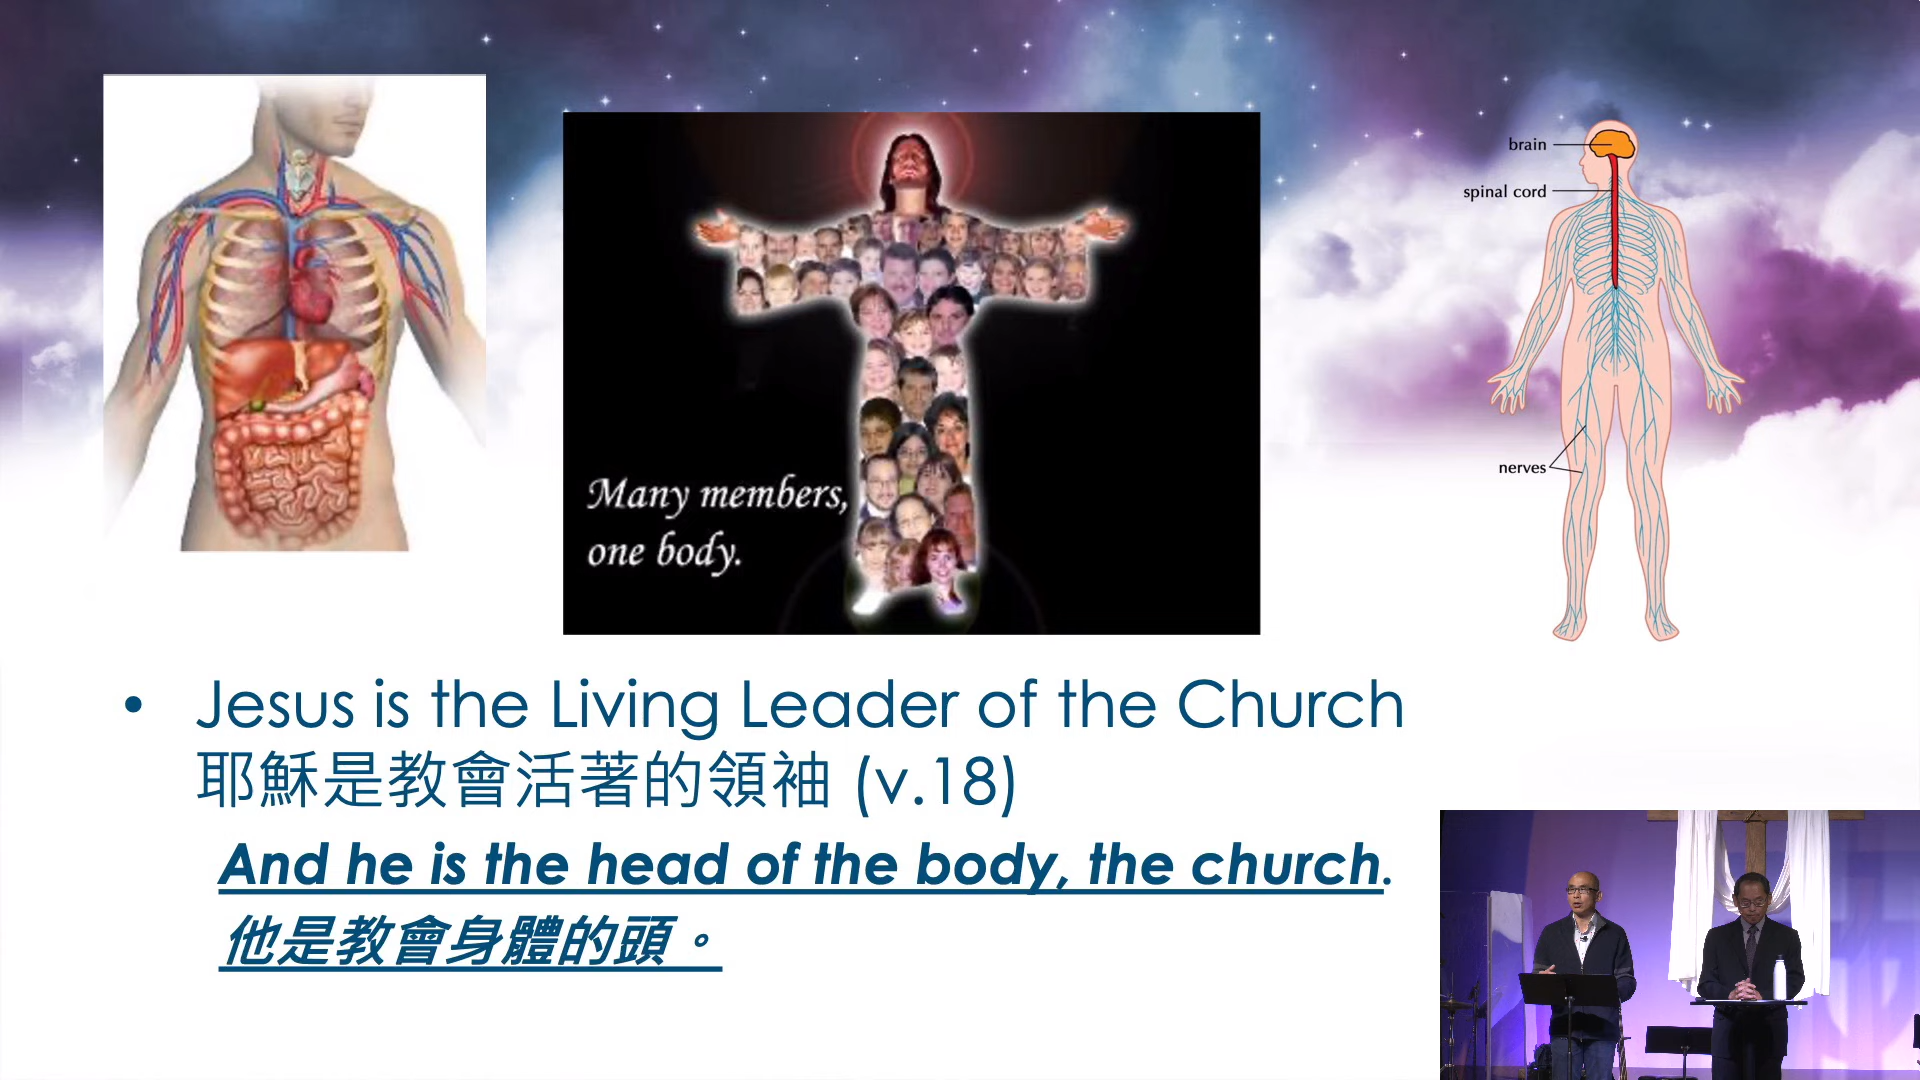 brain
spinal cord
nerves
Many members,
one body.
• Jesus is the Living Leader of the Church
耶穌是教會活著的領袖 (v.18)
And he is the head of the body, the church.
他是教會身體的頭。